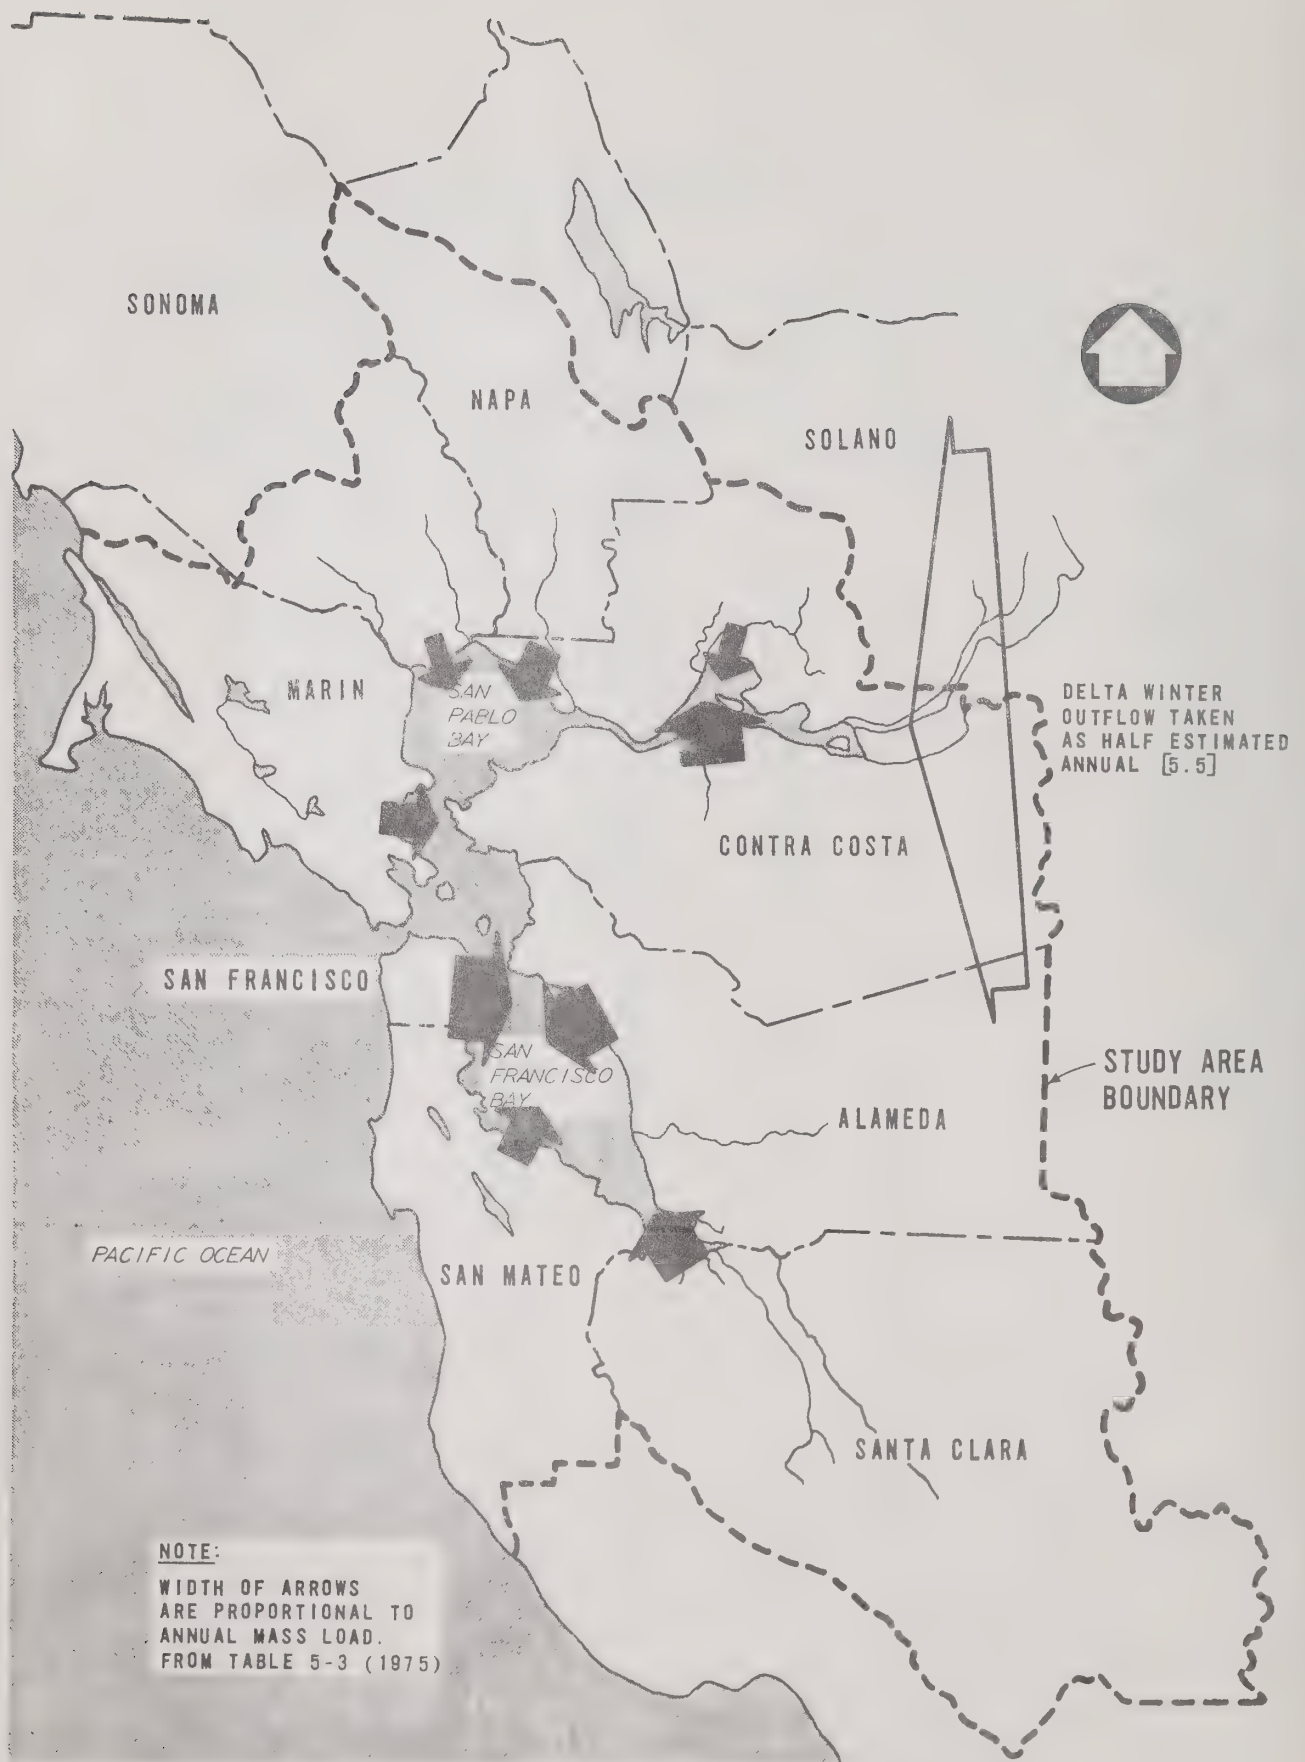 SONOMA
NAPA
SOLANO
MARIN
SAN
PABLO
BAY
DELTA WINTER
OUTFLOW TAKEN
AS HALF ESTIMATED
ANNUAL [5.5]
CONTRA COSTA
SAN FRANCISCO
SAN
FRANCISCO
BAY
STUDY AREA
BOUNDARY
ALAMEDA
PACIFIC OCEAN
SAN MATEO
SANTA CLARA
NOTE:
WIDTH OF ARROWS
ARE PROPORTIONAL TO
ANNUAL MASS LOAD.
FROM TABLE 5-3 (1975)